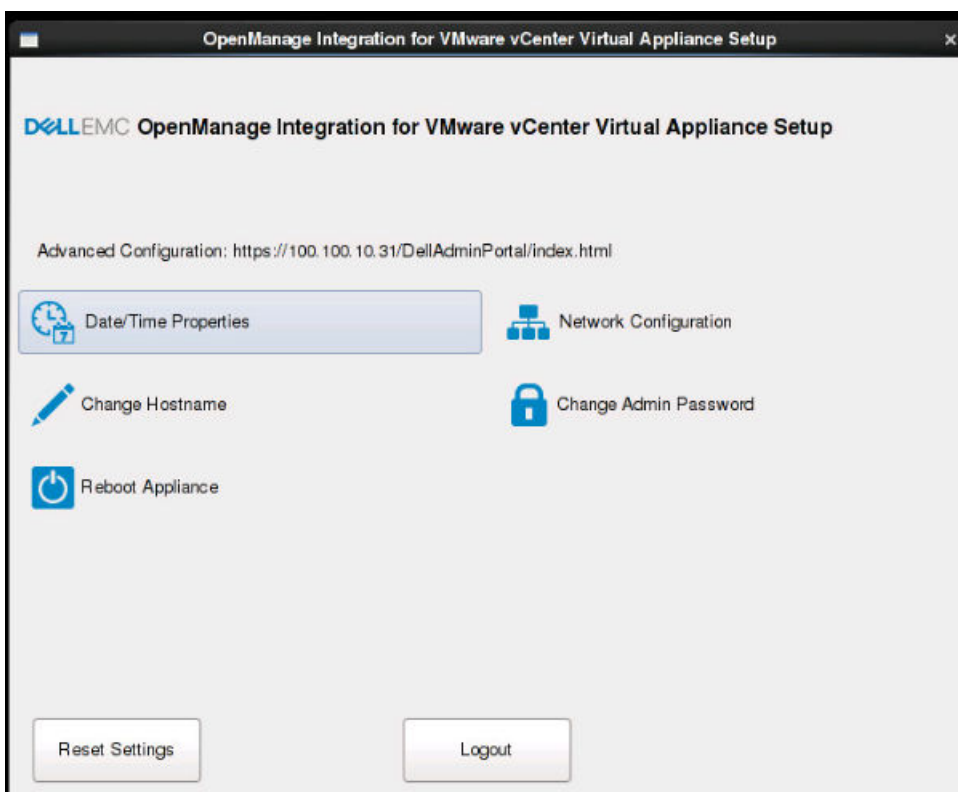 OpenManage Integration for VMware vCenter Virtual Appliance Setup
DELLEMC OpenManage Integration for VMware vCenter Virtual Appliance Setup
Advanced Configuration: https://100.100.10.31/DellAdminPortal/index.html
Date/Time Properties
Network Configuration
Change Hostname
Change Admin Password
Reboot Appliance
Reset Settings
Logout
7